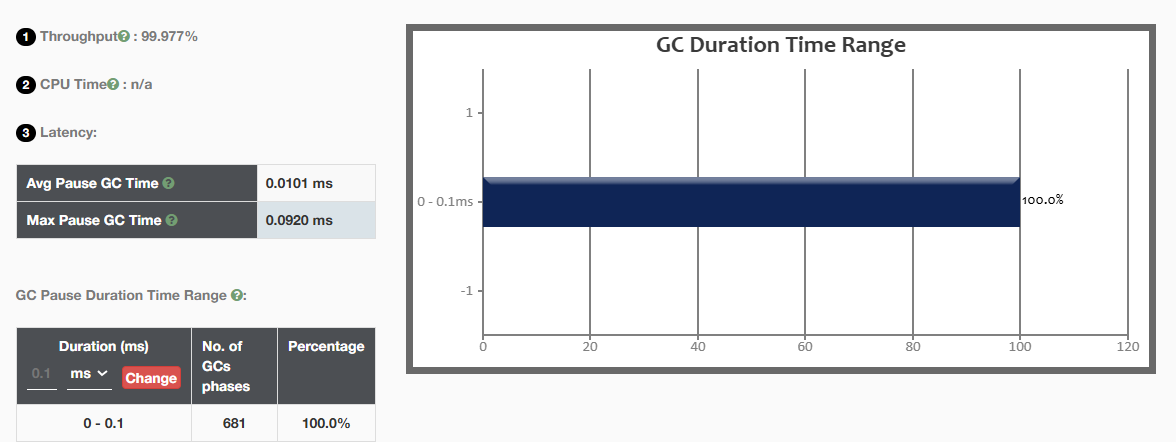 1 Throughput? : 99.977%
2 CPU Time? : n/a
3 Latency:
Avg Pause GC Time ? 0.0101 ms
Max Pause GC Time ? 0.0920 ms
GC Pause Duration Time Range ?:
Duration (ms)
0.1 ms Change
No. of
GCs
phases
Percentage
0 - 0.1 681 100.0%
GC Duration Time Range
1
0 - 0.1ms 100.0%
-1
0 20 40 60 80 100 120